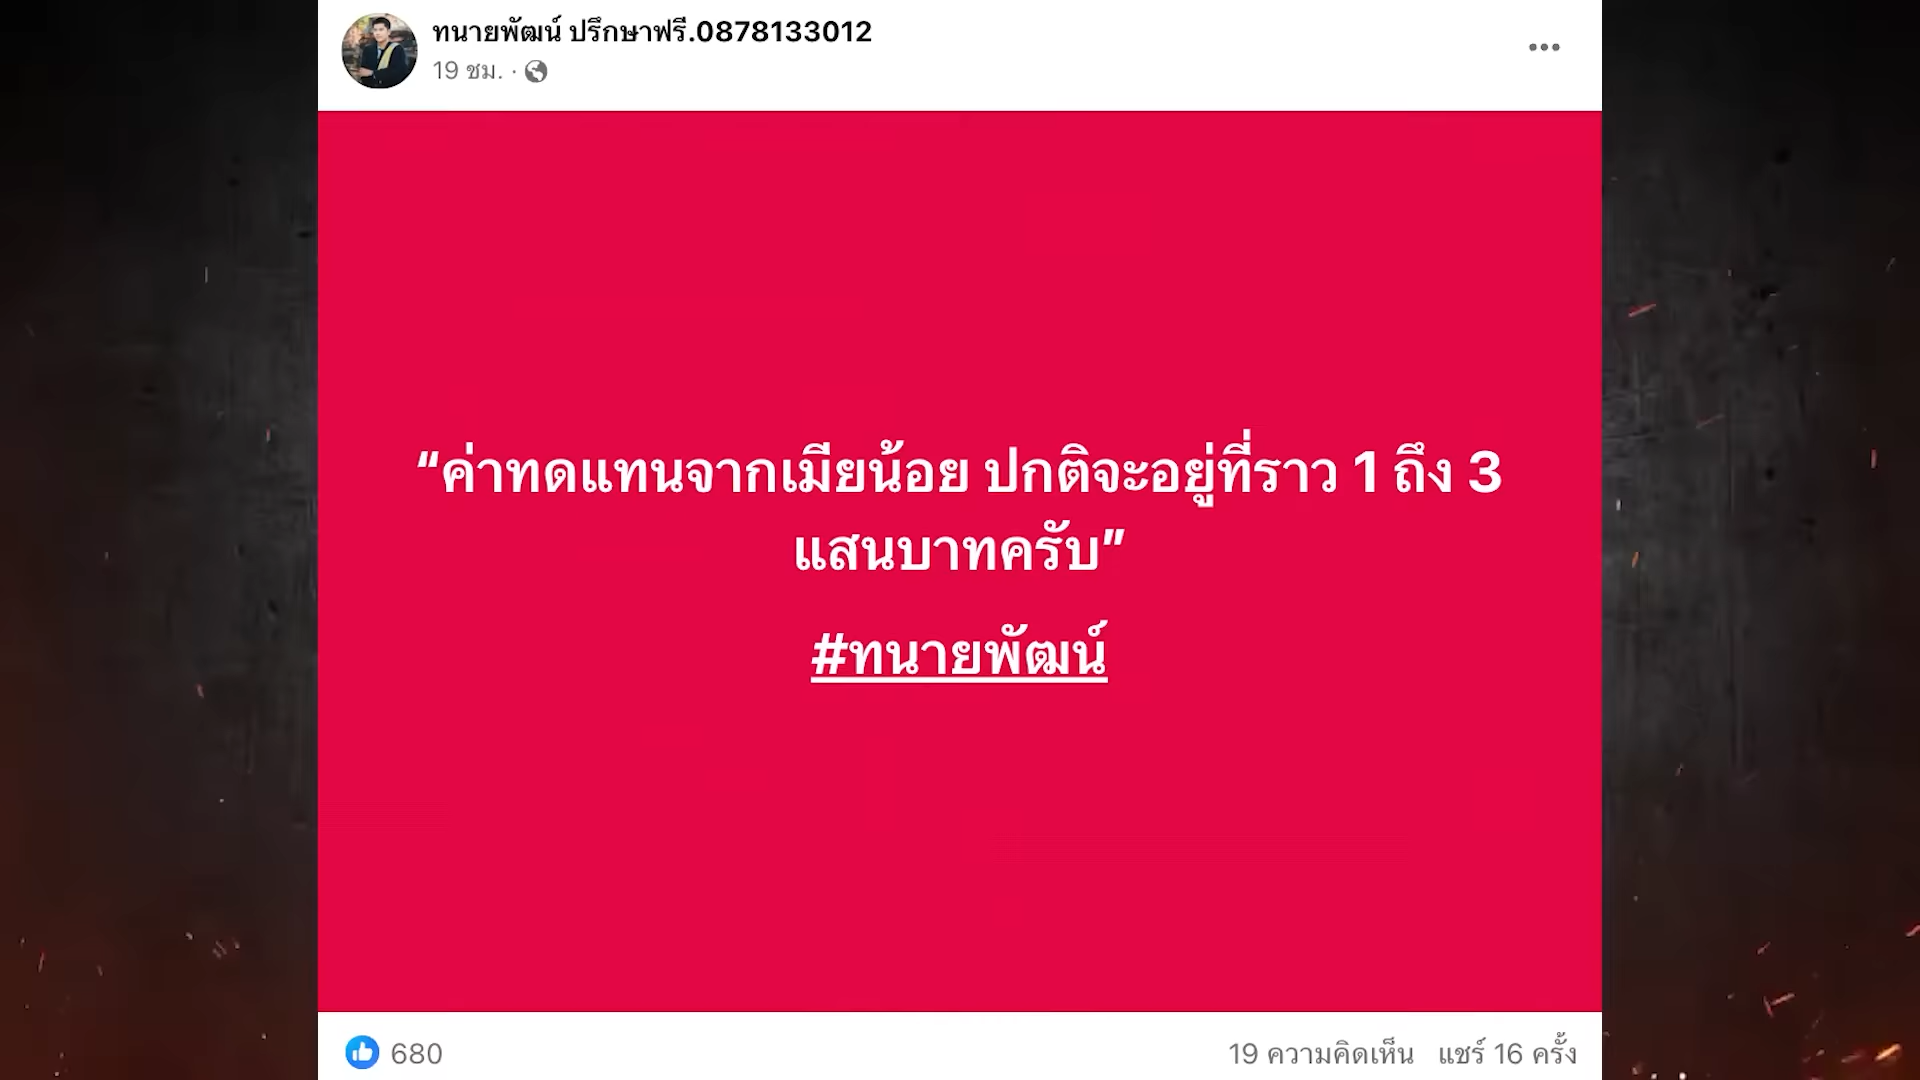 ทนายพัฒน์ ปรึกษาฟรี.0878133012
19 ชม. ·
“ค่าทดแทนจากเมียน้อย ปกติจะอยู่ที่ราว 1 ถึง 3
แสนบาทครับ”
#ทนายพัฒน์
680
19 ความคิดเห็น แชร์ 16 ครั้ง